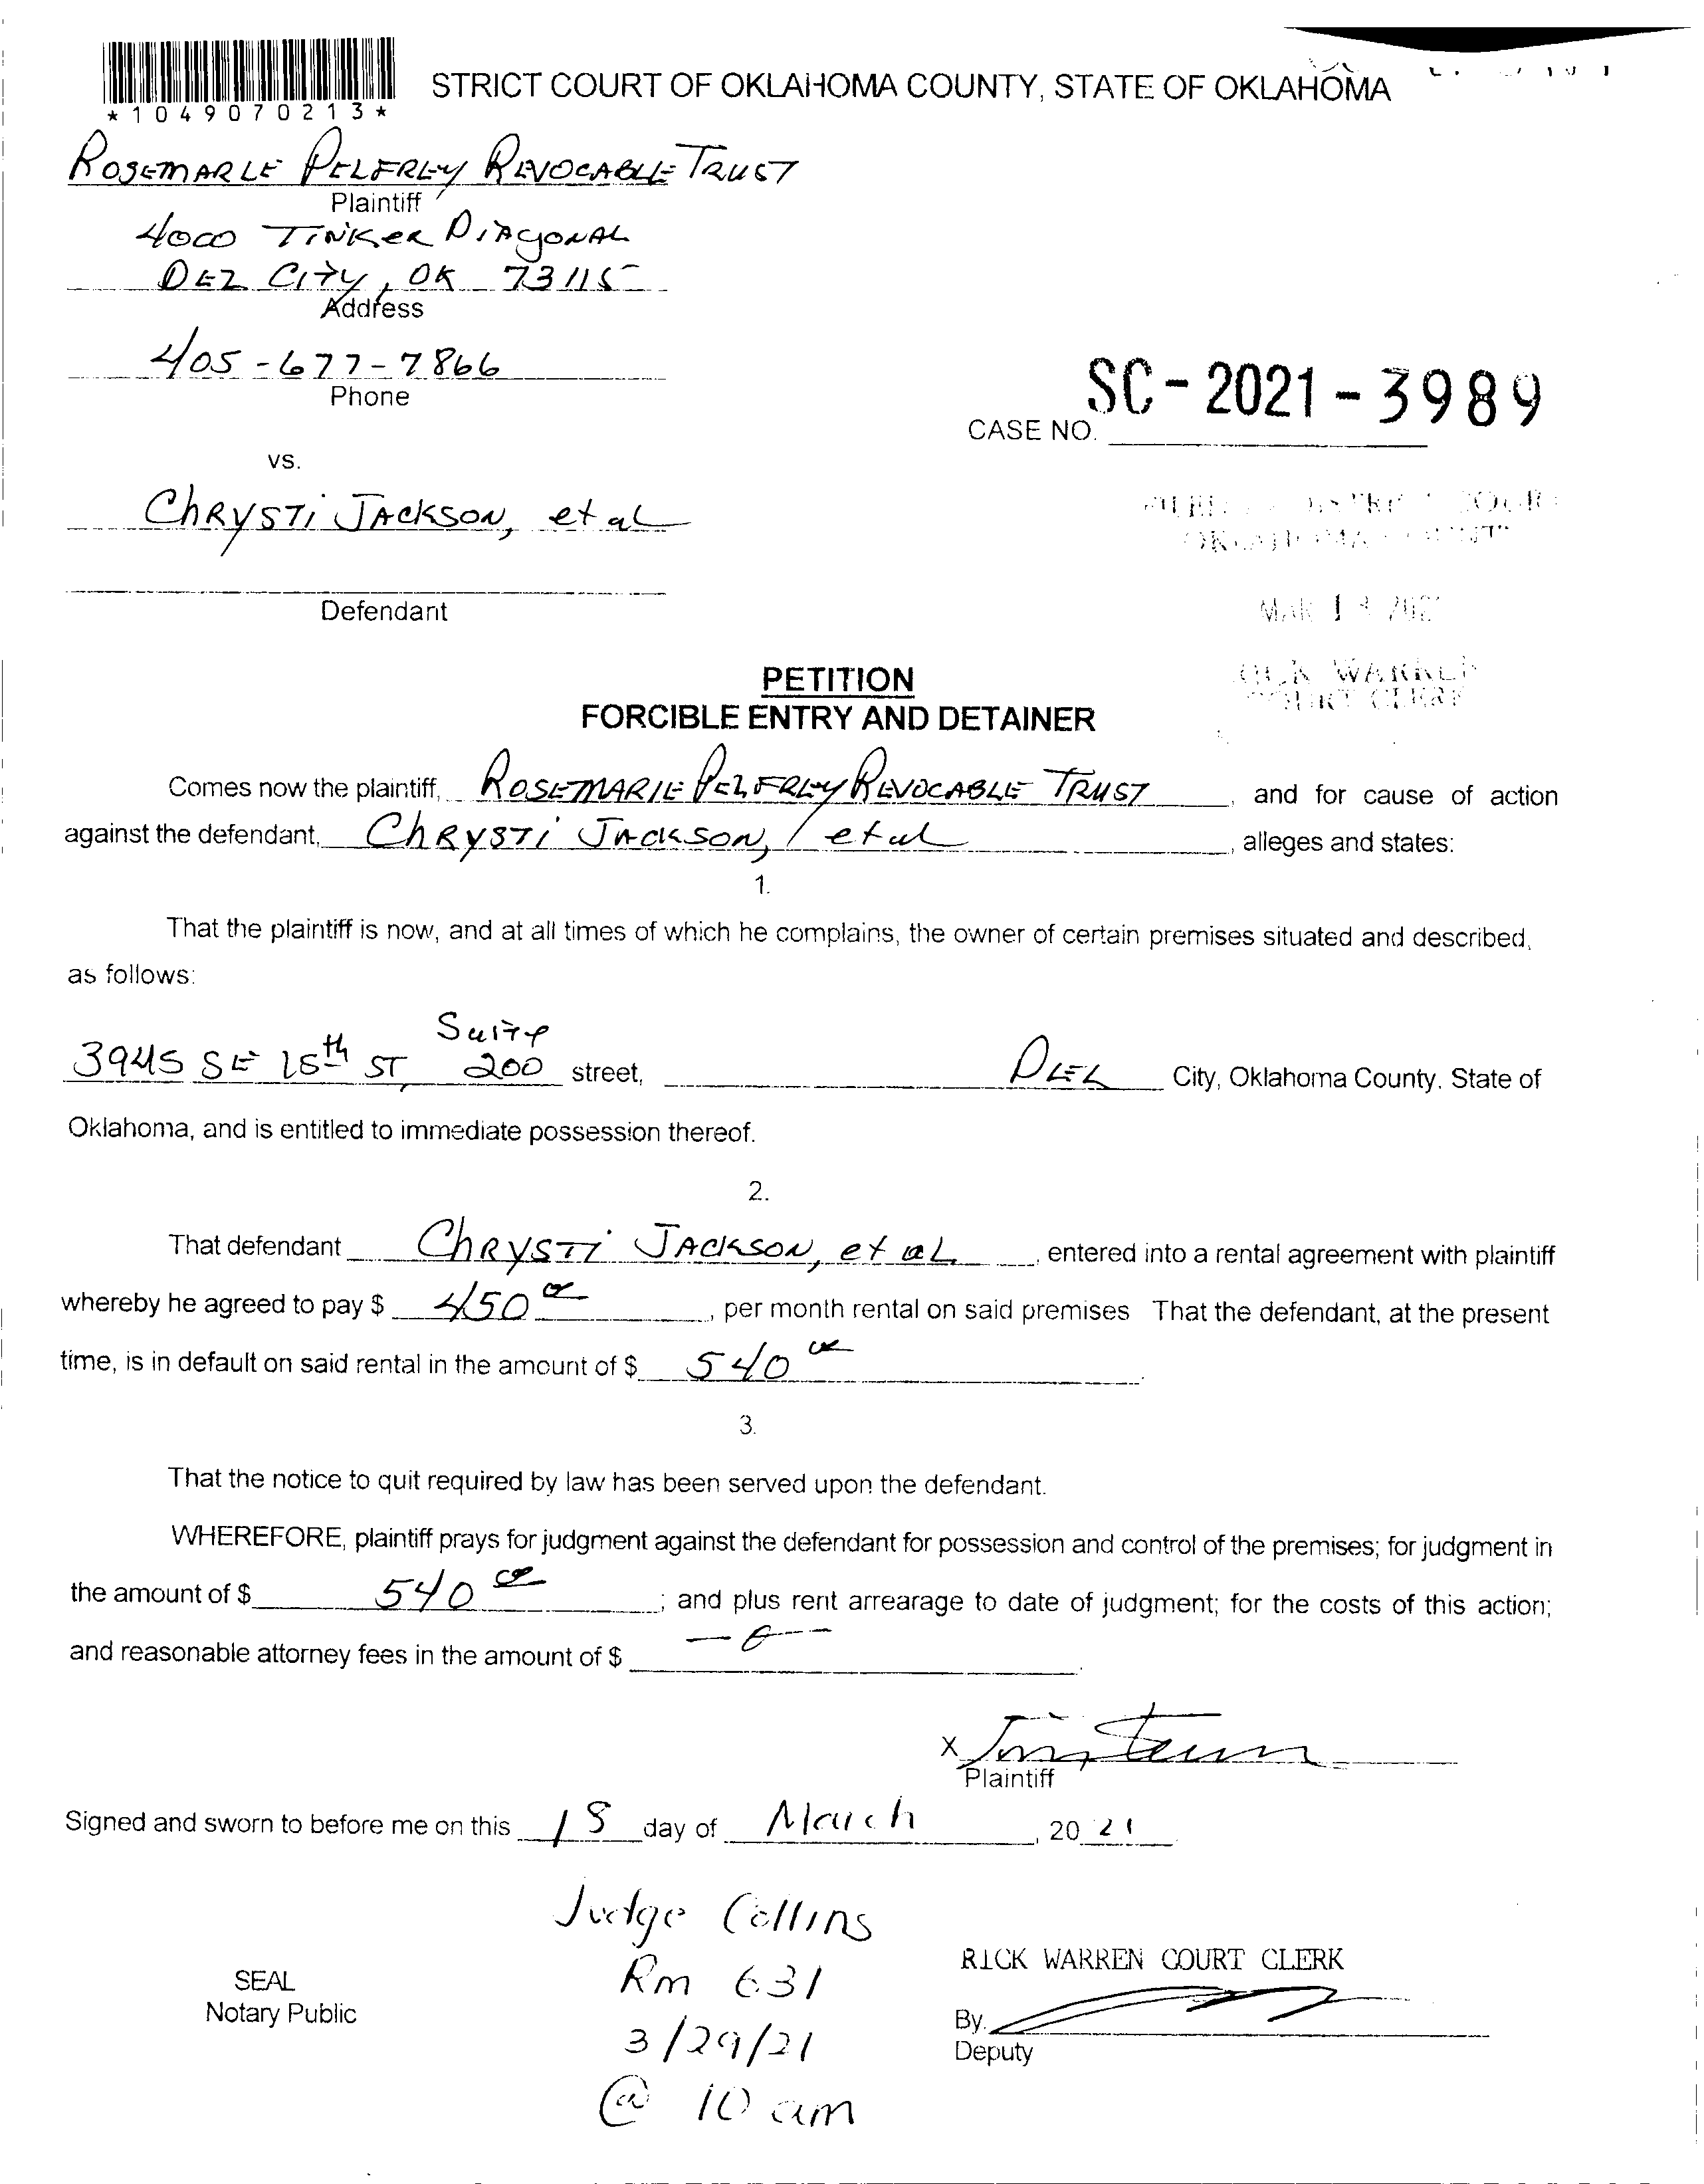 STRICT COURT OF OKLAHOMA COUNTY, STATE OF OKLAHOMA
*1049070213*
ROSEMARIE PELFREY REVOCABLE TRUST
Plaintiff
4000 TINKER DIAGONAL
DEL CITY, OK 73115
Address
405-677-7866
Phone
SC-2021-3989
CASE NO.
vs.
CHRYSTI JACKSON, et al
Defendant
PETITION
FORCIBLE ENTRY AND DETAINER
Comes now the plaintiff, ROSEMARIE PELFREY REVOCABLE TRUST, and for cause of action
against the defendant, CHRYSTI JACKSON, et al, alleges and states:
1.
That the plaintiff is now, and at all times of which he complains, the owner of certain premises situated and described,
as follows:
Suite
3945 SE 15th ST, 200 street, DEL City, Oklahoma County, State of
Oklahoma, and is entitled to immediate possession thereof.
2.
That defendant CHRYSTI JACKSON, et al, entered into a rental agreement with plaintiff
whereby he agreed to pay $ 450 00, per month rental on said premises That the defendant, at the present
time, is in default on said rental in the amount of $ 540 00.
3.
That the notice to quit required by law has been served upon the defendant.
WHEREFORE, plaintiff prays for judgment against the defendant for possession and control of the premises; for judgment in
the amount of $ 540 00; and plus rent arrearage to date of judgment; for the costs of this action;
and reasonable attorney fees in the amount of $ -0-.
X
Plaintiff
Signed and sworn to before me on this 18 day of March, 2021
Judge Collins
Rm 631
3/29/21
@ 10 am
SEAL
Notary Public
RICK WARREN COURT CLERK
By.
Deputy